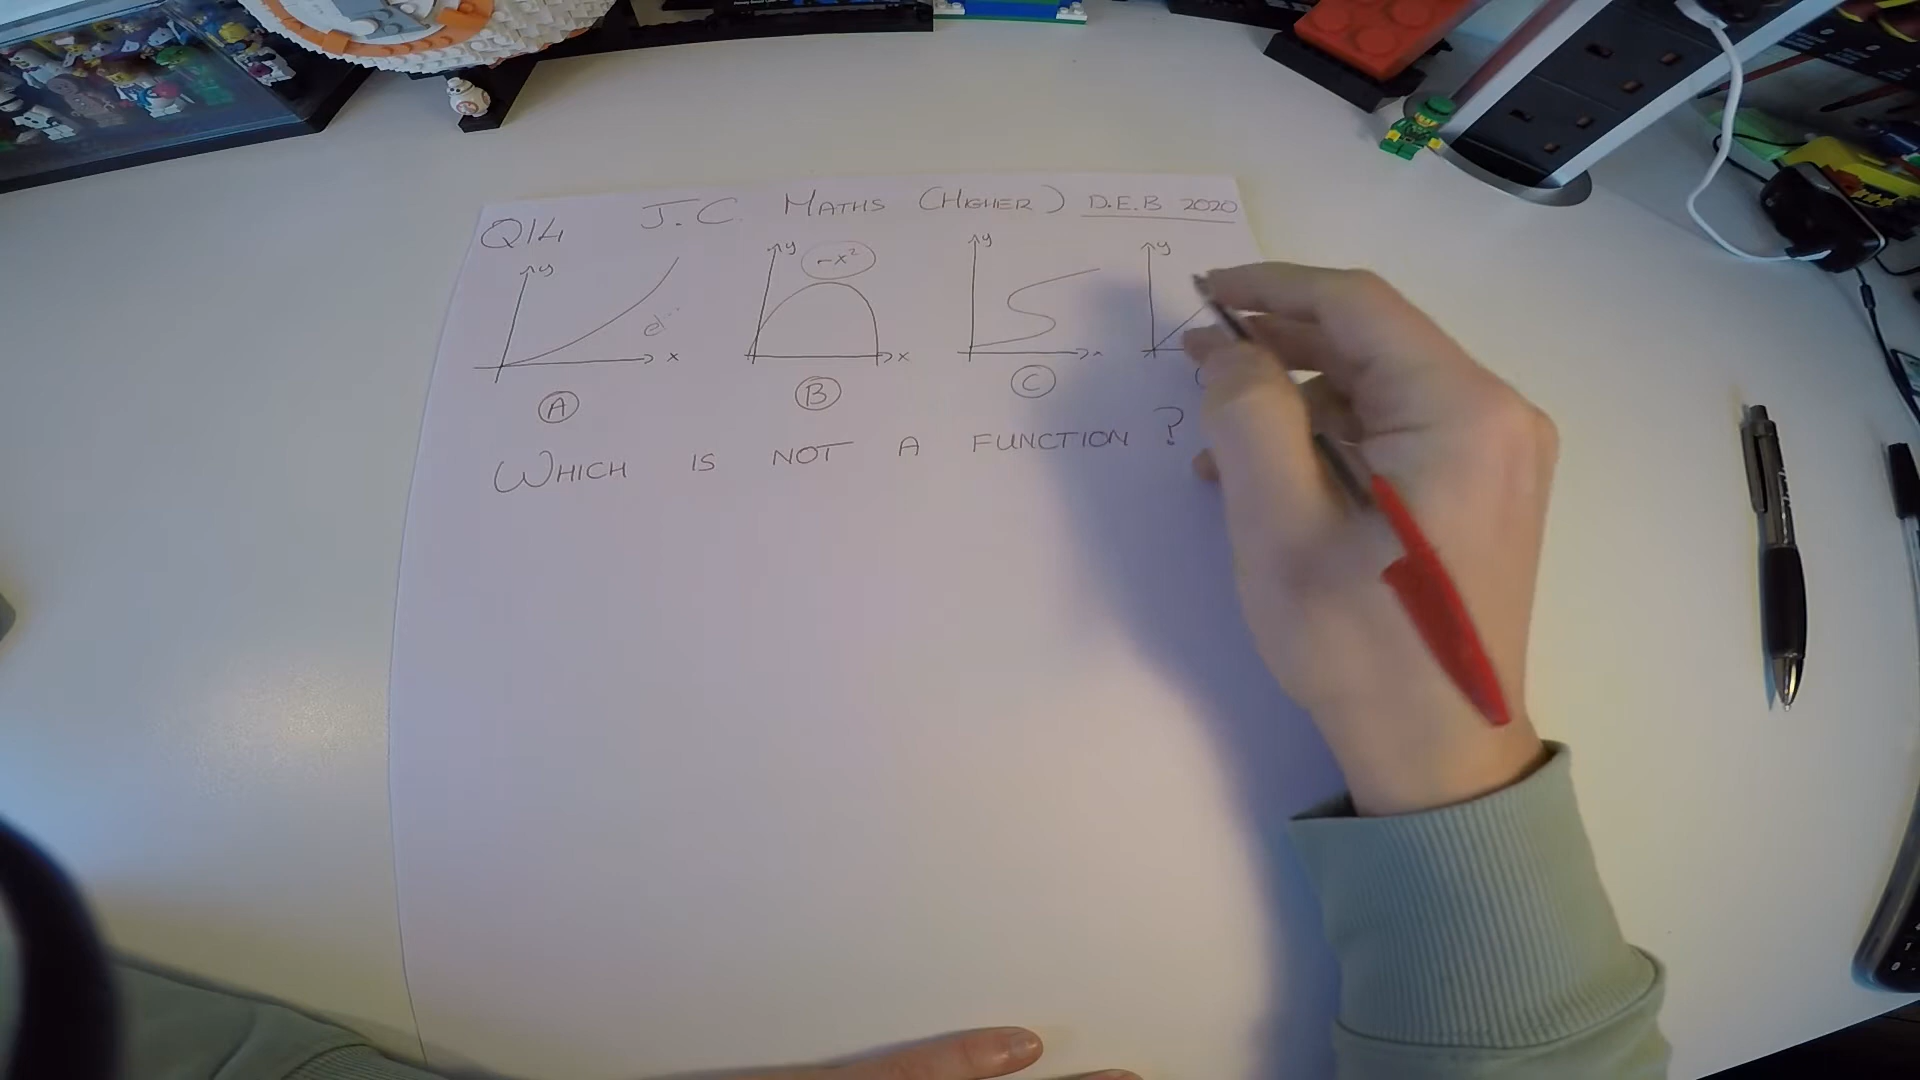 Q14 J.C. MATHS (HIGHER) D.E.B 2020
y y -x² y y
x x
A B C
WHICH IS NOT A FUNCTION ?